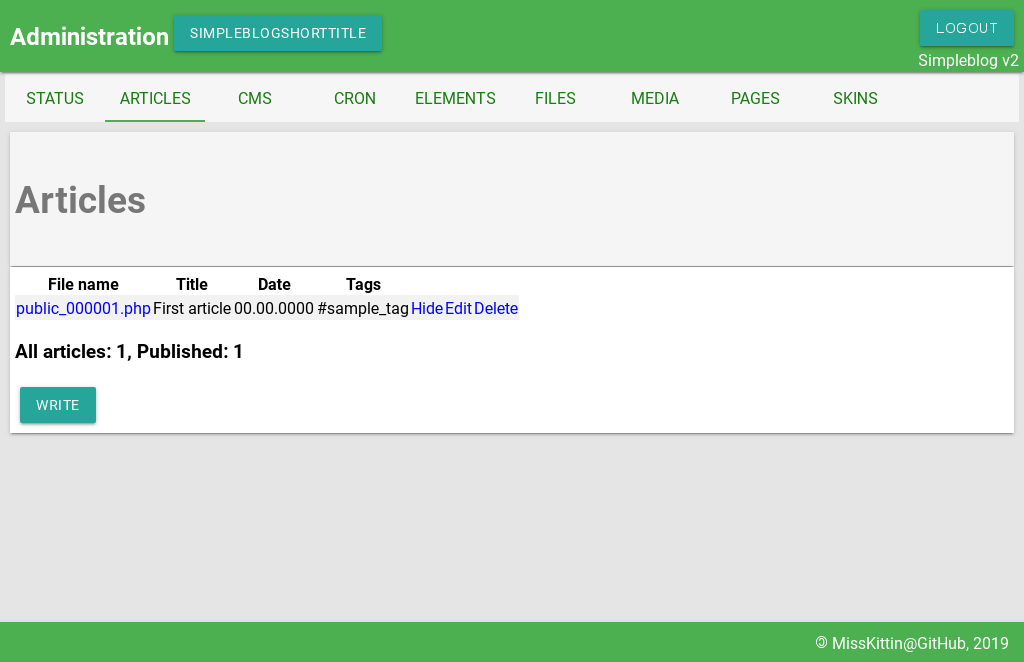 Administration SIMPLEBLOGSHORTTITLE LOGOUT
Simpleblog v2
STATUS ARTICLES CMS CRON ELEMENTS FILES MEDIA PAGES SKINS
Articles
File name Title Date Tags
public_000001.php First article 00.00.0000 #sample_tag Hide Edit Delete
All articles: 1, Published: 1
WRITE
© MissKittin@GitHub, 2019